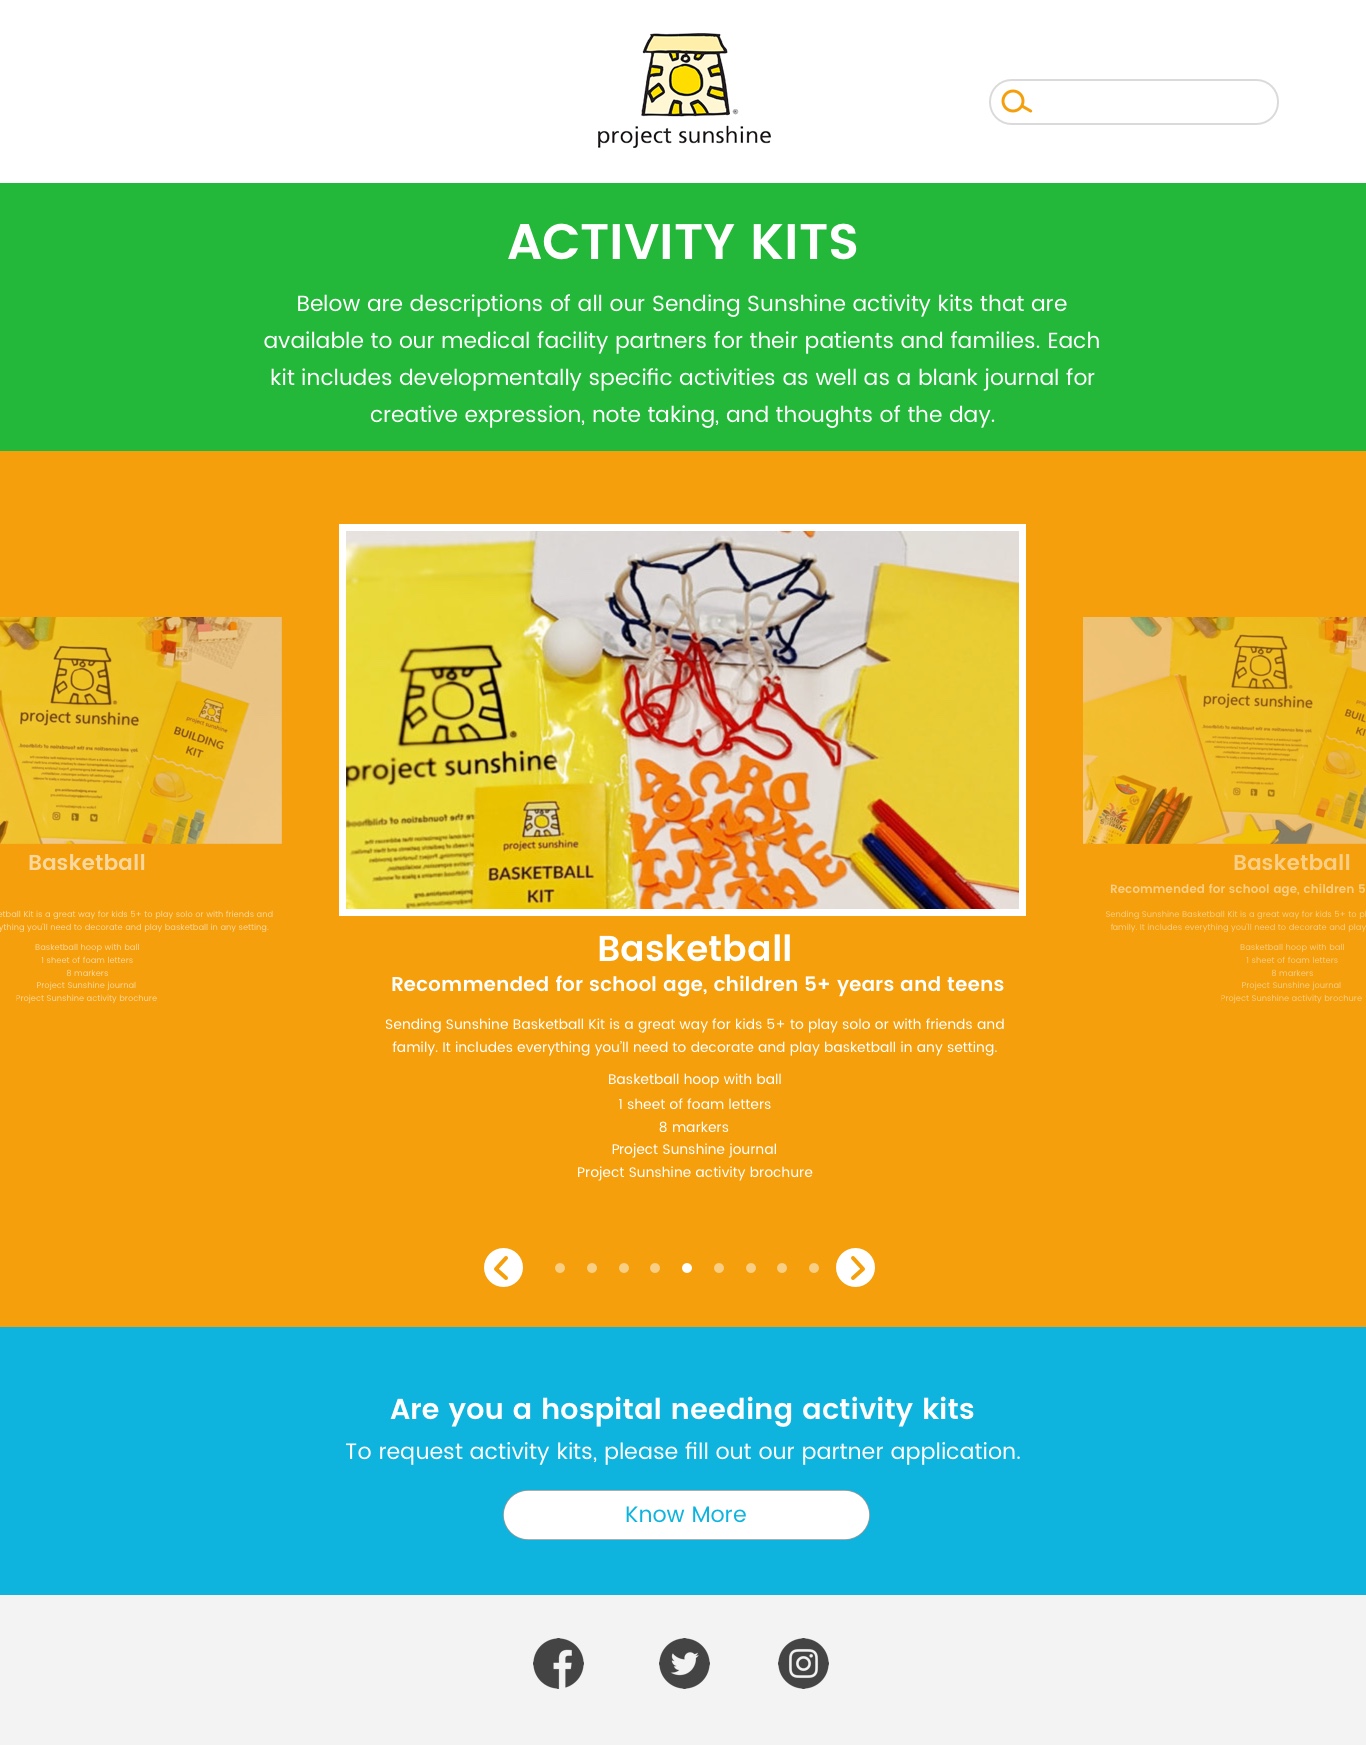 project sunshine
ACTIVITY KITS
Below are descriptions of all our Sending Sunshine activity kits that are
available to our medical facility partners for their patients and families. Each
kit includes developmentally specific activities as well as a blank journal for
creative expression, note taking, and thoughts of the day.
project sunshine
project sunshine
BUILDING
KIT
Basketball
Kit is a great way for kids 5+ to play solo or with friends and
you'll need to decorate and play basketball in any setting.
Basketball hoop with ball
1 sheet of foam letters
8 markers
Project Sunshine journal
Project Sunshine activity brochure
project sunshine
project sunshine
BASKETBALL
KIT
Basketball
Recommended for school age, children 5+ years and teens
Sending Sunshine Basketball Kit is a great way for kids 5+ to play solo or with friends and
family. It includes everything you'll need to decorate and play basketball in any setting.
Basketball hoop with ball
1 sheet of foam letters
8 markers
Project Sunshine journal
Project Sunshine activity brochure
project sunshine
Basketball
Recommended for school age, children 5
Sending Sunshine Basketball Kit is a great way for kids 5+ to
family. It includes everything you'll need to decorate and play
Basketball hoop with ball
1 sheet of foam letters
8 markers
Project Sunshine journal
Project Sunshine activity brochure
Are you a hospital needing activity kits
To request activity kits, please fill out our partner application.
Know More